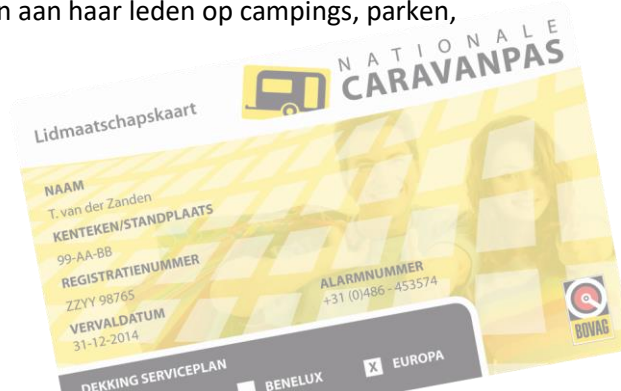 n aan haar leden op campings, parken,
Lidmaatschapskaart
NATIONALE
CARAVANPAS
NAAM
T. van der Zanden
KENTEKEN/STANDPLAATS
99-AA-BB
REGISTRATIENUMMER
ZZYY 98765
VERVALDATUM
31-12-2014
ALARMNUMMER
+31 (0)486 - 453574
BOVAG
DEKKING SERVICEPLAN
BENELUX
X EUROPA